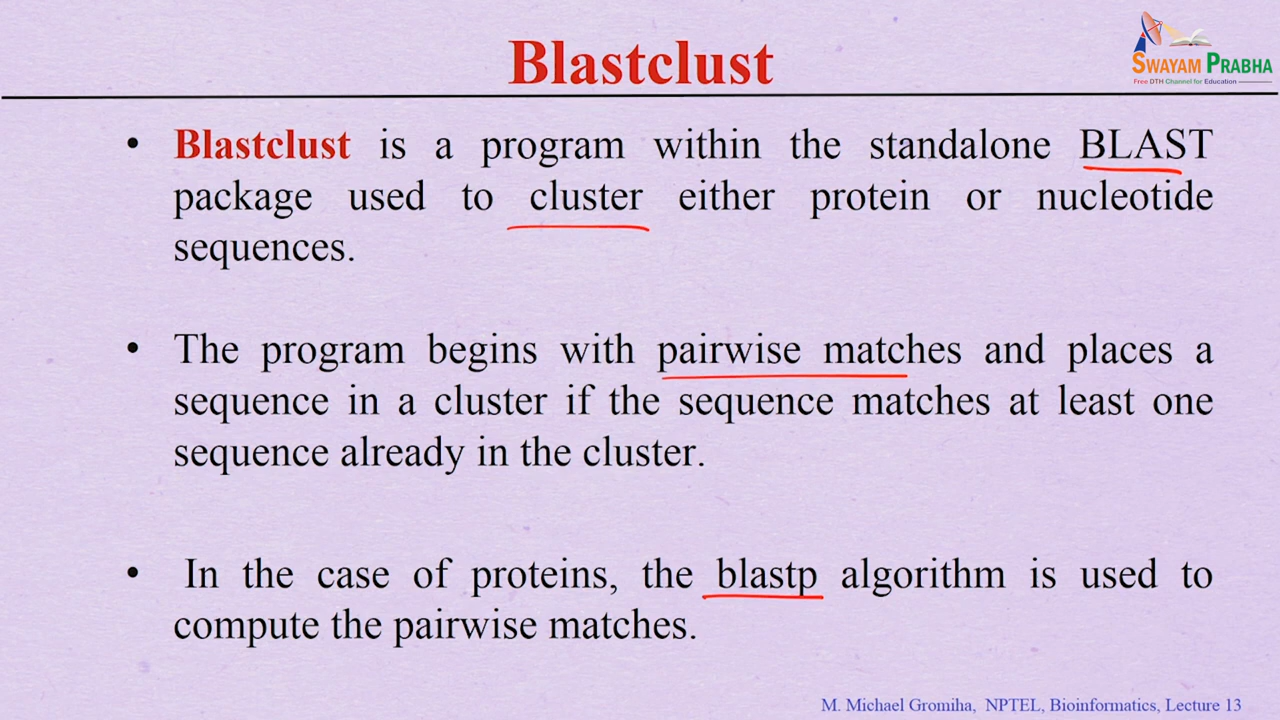 Blastclust
SWAYAM PRABHA
Free DTH Channel for Education
• Blastclust is a program within the standalone BLAST
package used to cluster either protein or nucleotide
sequences.
• The program begins with pairwise matches and places a
sequence in a cluster if the sequence matches at least one
sequence already in the cluster.
• In the case of proteins, the blastp algorithm is used to
compute the pairwise matches.
M. Michael Gromiha, NPTEL, Bioinformatics, Lecture 13